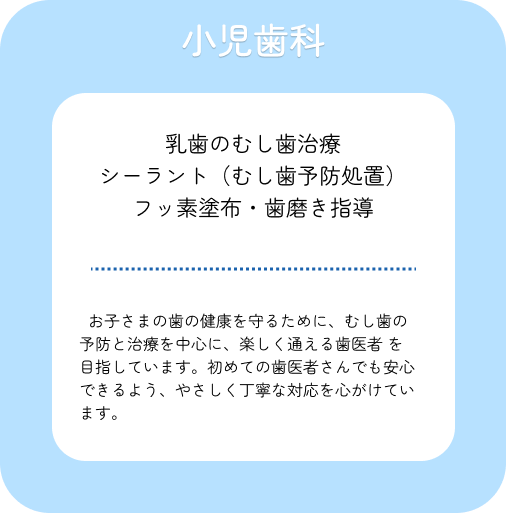 小児歯科
乳歯のむし歯治療
シーラント（むし歯予防処置）
フッ素塗布・歯磨き指導
お子さまの歯の健康を守るために、むし歯の
予防と治療を中心に、楽しく通える歯医者 を
目指しています。初めての歯医者さんでも安心
できるよう、やさしく丁寧な対応を心がけてい
ます。